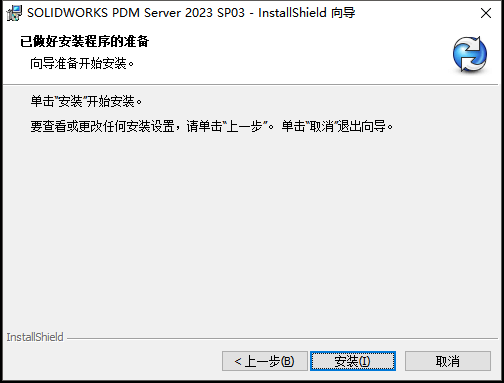 SOLIDWORKS PDM Server 2023 SP03 - InstallShield 向导
已做好安装程序的准备
向导准备开始安装。
单击“安装”开始安装。
要查看或更改任何安装设置，请单击“上一步”。 单击“取消”退出向导。
InstallShield
< 上一步(B)
安装(I)
取消